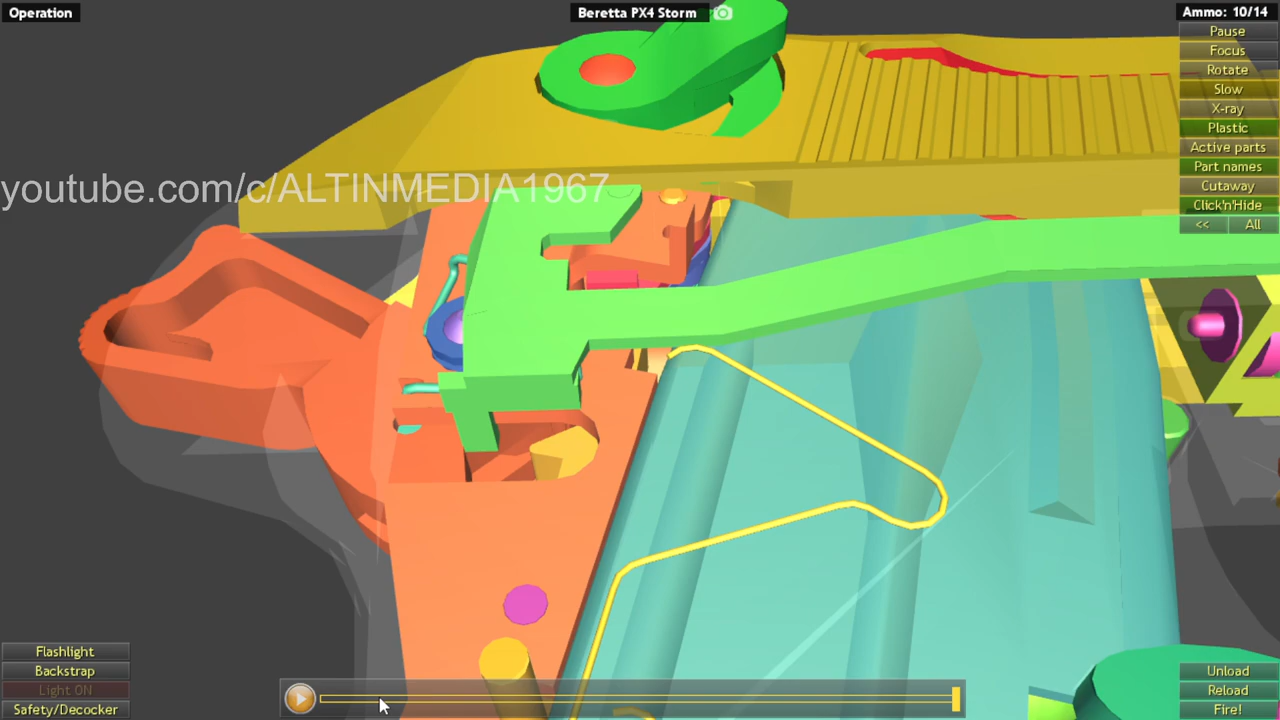 Operation
Beretta PX4 Storm
Ammo: 10/14
Pause
Focus
Rotate
Slow
X-ray
Plastic
Active parts
Part names
Cutaway
Click'n'Hide
<< All
youtube.com/c/ALTINMEDIA1967
Flashlight
Backstrap
Light ON
Safety/Decocker
Unload
Reload
Fire!